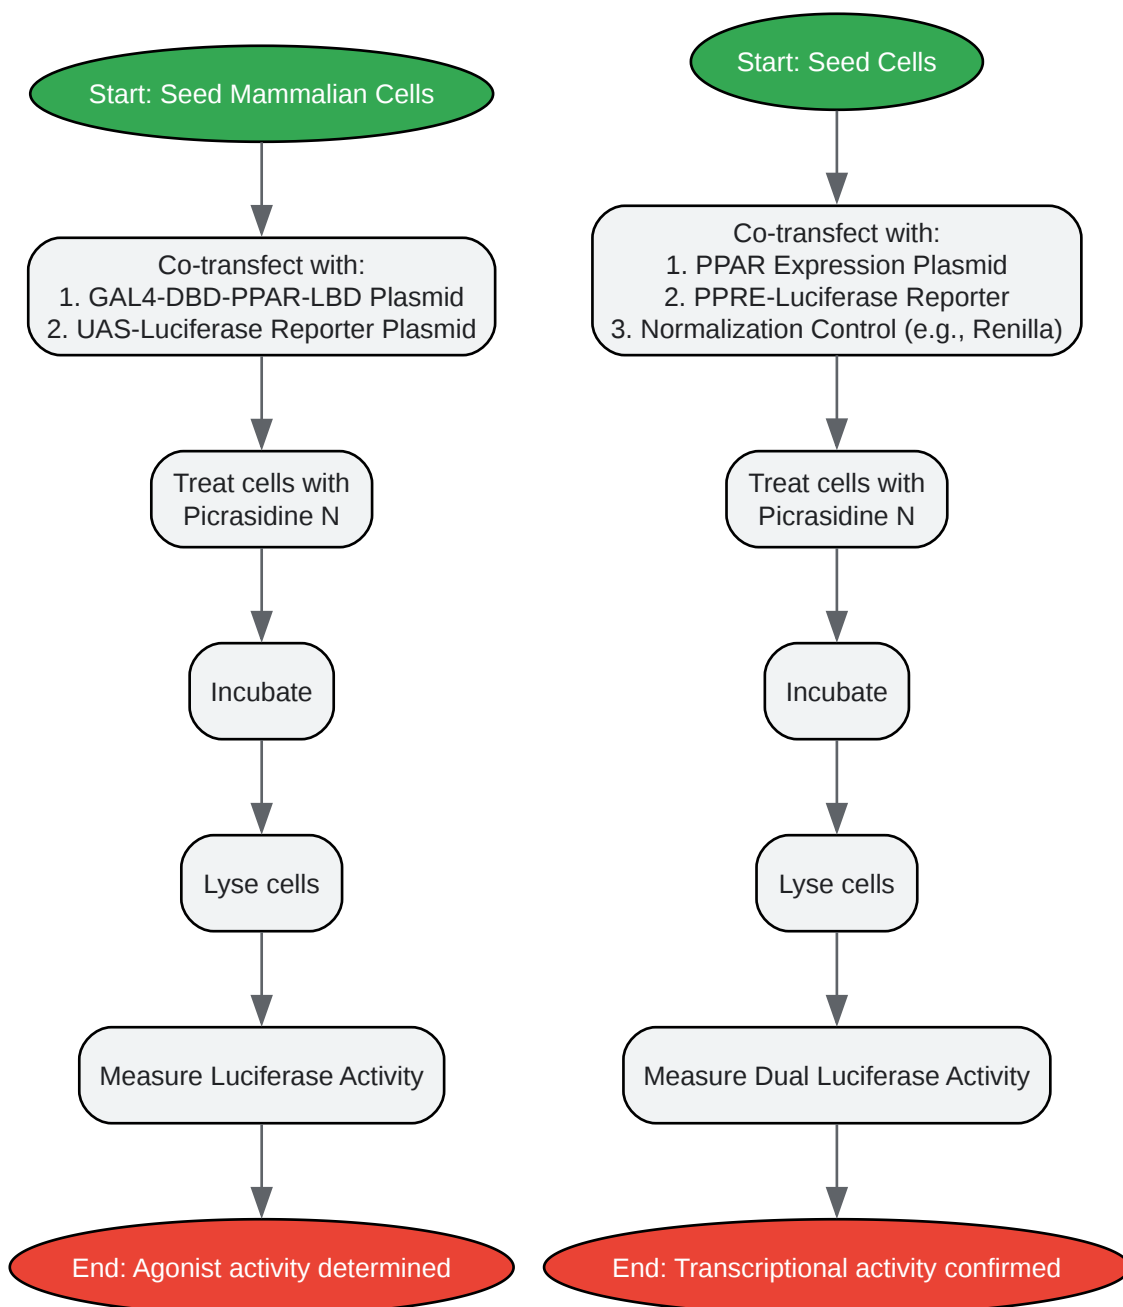 Start: Seed Mammalian Cells
Co-transfect with:
1. GAL4-DBD-PPAR-LBD Plasmid
2. UAS-Luciferase Reporter Plasmid
Treat cells with
Picrasidine N
Incubate
Lyse cells
Measure Luciferase Activity
End: Agonist activity determined
Start: Seed Cells
Co-transfect with:
1. PPAR Expression Plasmid
2. PPRE-Luciferase Reporter
3. Normalization Control (e.g., Renilla)
Treat cells with
Picrasidine N
Incubate
Lyse cells
Measure Dual Luciferase Activity
End: Transcriptional activity confirmed